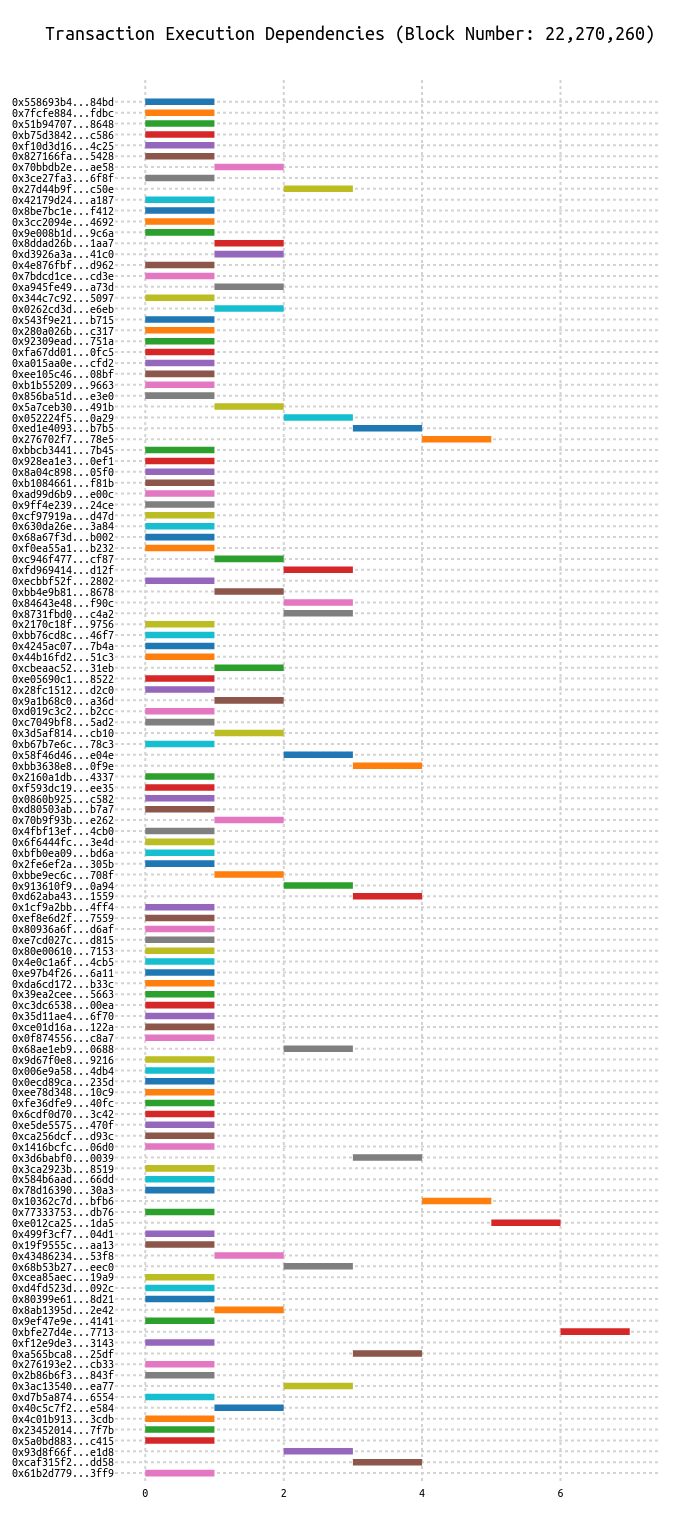 Transaction Execution Dependencies (Block Number: 22,270,260)
0x558693b4...84bd
0x7fcfe884...fdbc
0x51b94707...8648
0xb75d3842...c586
0xf10d3d16...4c25
0x827166fa...5428
0x70bbdb2e...ae58
0x3ce27fa3...6f8f
0x27d44b9f...c50e
0x42179d24...a187
0x8be7bc1e...f412
0x3cc2094e...4692
0x9e008b1d...9c6a
0x8ddad26b...1aa7
0xd3926a3a...41c0
0x4e876fbf...d962
0x7bdcd1ce...cd3e
0xa945fe49...a73d
0x344c7c92...5097
0x0262cd3d...e6eb
0x543f9e21...b715
0x280a026b...c317
0x92309ead...751a
0xfa67dd01...0fc5
0xa015aa0e...cfd2
0xee105c46...08bf
0xb1b55209...9663
0x856ba51d...e3e0
0x5a7ceb30...491b
0x052224f5...0a29
0xed1e4093...b7b5
0x276702f7...78e5
0xbbcb3441...7b45
0x928ea1e3...0ef1
0x8a04c898...05f0
0xb1084661...f81b
0xad99d6b9...e00c
0x9ff4e239...24ce
0xcf97919a...d47d
0x630da26e...3a84
0x68a67f3d...b002
0xf0ea55a1...b232
0xc946f477...cf87
0xfd969414...d12f
0xecbbf52f...2802
0xbb4e9b81...8678
0x84643e48...f90c
0x8731fbd0...c4a2
0x2170c18f...9756
0xbb76cd8c...46f7
0x4245ac07...7b4a
0x44b16fd2...51c3
0xcbeaac52...31eb
0xe05690c1...8522
0x28fc1512...d2c0
0x9a1b68c0...a36d
0xd019c3c2...b2cc
0xc7049bf8...5ad2
0x3d5af814...cb10
0xb67b7e6c...78c3
0x58f46d46...e04e
0xbb3638e8...0f9e
0x2160a1db...4337
0xf593dc19...ee35
0x0860b925...c582
0xd80503ab...b7a7
0x70b9f93b...e262
0x4fbf13ef...4cb0
0x6f6444fc...3e4d
0xbfb0ea09...bd6a
0x2fe6ef2a...305b
0xbbe9ec6c...708f
0x913610f9...0a94
0xd62aba43...1559
0x1cf9a2bb...4ff4
0xef8e6d2f...7559
0x80936a6f...d6af
0xe7cd027c...d815
0x80e00610...7153
0x4e0c1a6f...4cb5
0xe97b4f26...6a11
0xda6cd172...b33c
0x39ea2cee...5663
0xc3dc6538...00ea
0x35d11ae4...6f70
0xce01d16a...122a
0x0f874556...c8a7
0x68ae1eb9...0688
0x9d67f0e8...9216
0x006e9a58...4db4
0x0ecd89ca...235d
0xee78d348...10c9
0xfe36dfe9...40fc
0x6cdf0d70...3c42
0xe5de5575...470f
0xca256dcf...d93c
0x1416bcfc...06d0
0x3d6babf0...0039
0x3ca2923b...8519
0x584b6aad...66dd
0x78d16390...30a3
0x10362c7d...bfb6
0x77333753...db76
0xe012ca25...1da5
0x499f3cf7...04d1
0x19f9555c...aa13
0x43486234...53f8
0x68b53b27...eec0
0xcea85aec...19a9
0xd4fd523d...092c
0x80399e61...8d21
0x8ab1395d...2e42
0x9ef47e9e...4141
0xbfe27d4e...7713
0xf12e9de3...3143
0xa565bca8...25df
0x276193e2...cb33
0x2b86b6f3...843f
0x3ac13540...ea77
0xd7b5a874...6554
0x40c5c7f2...e584
0x4c01b913...3cdb
0x23452014...7f7b
0x5a0bd883...c415
0x93d8f66f...e1d8
0xcaf315f2...dd58
0x61b2d779...3ff9
0 2 4 6